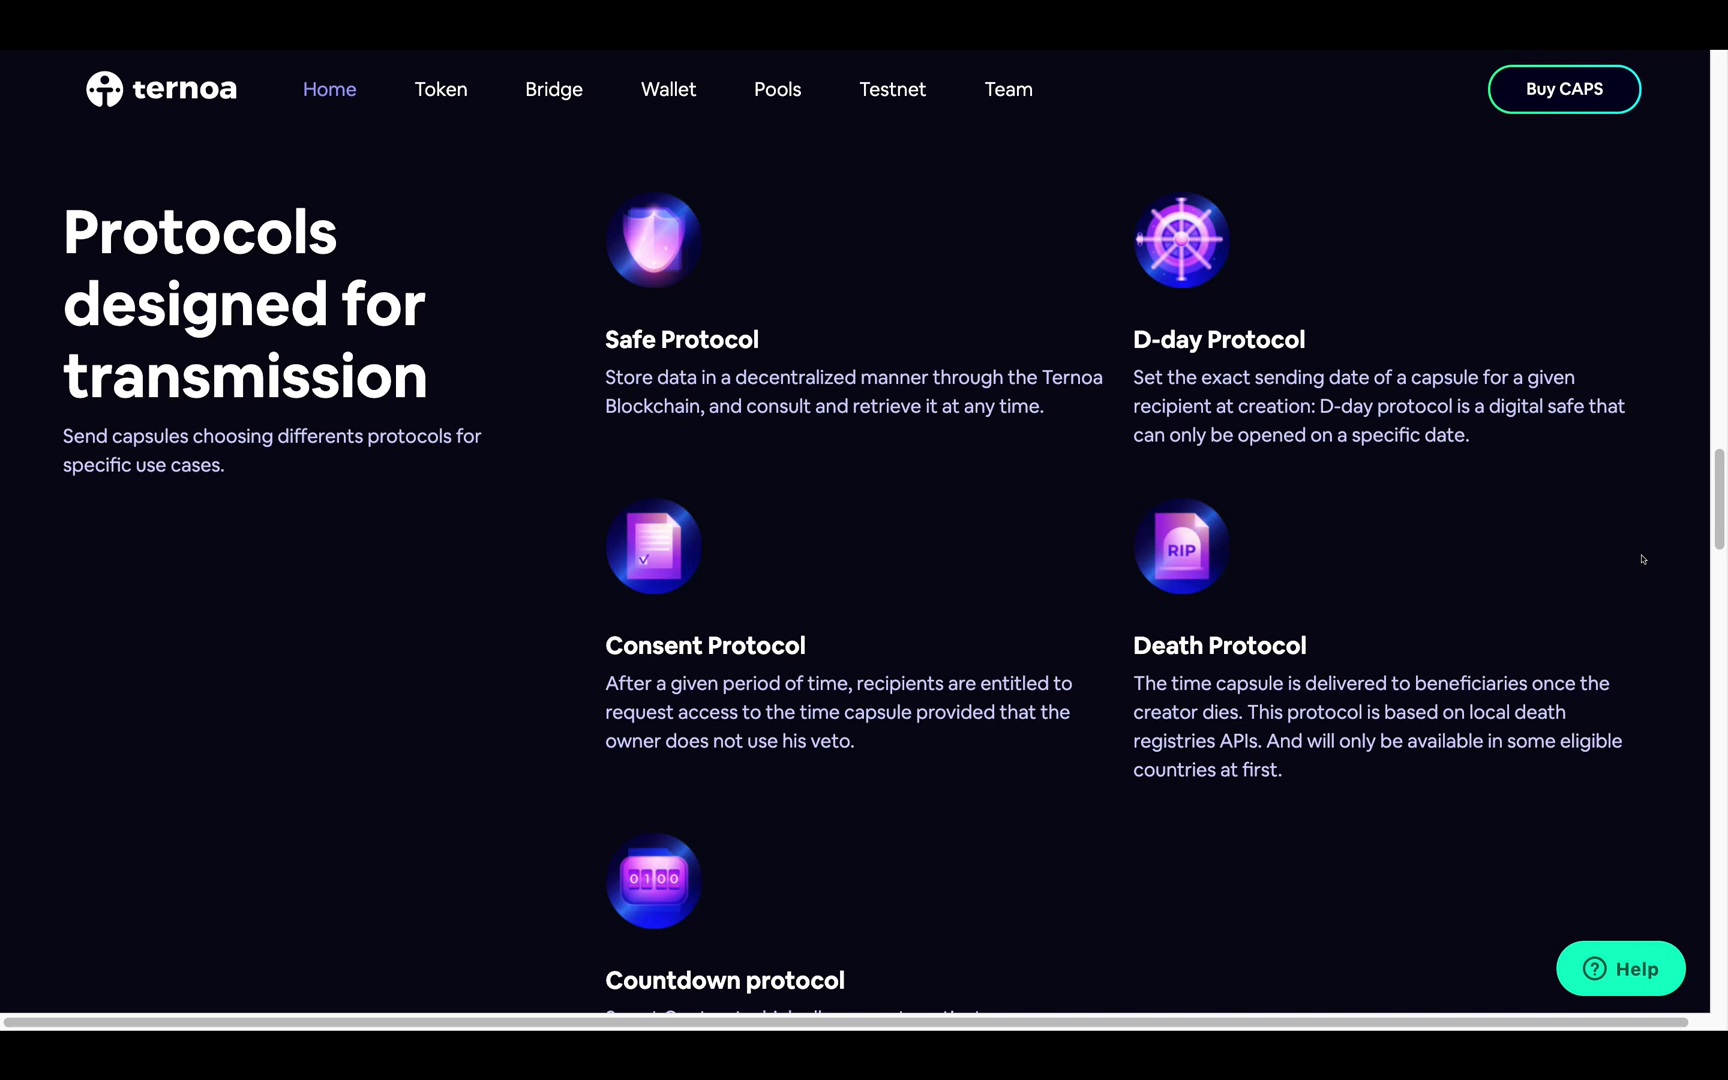 ternoa
Home
Token
Bridge
Wallet
Pools
Testnet
Team
Buy CAPS
Protocols
designed for
transmission
Send capsules choosing differents protocols for
specific use cases.
Safe Protocol
Store data in a decentralized manner through the Ternoa
Blockchain, and consult and retrieve it at any time.
D-day Protocol
Set the exact sending date of a capsule for a given
recipient at creation: D-day protocol is a digital safe that
can only be opened on a specific date.
Consent Protocol
After a given period of time, recipients are entitled to
request access to the time capsule provided that the
owner does not use his veto.
RIP
Death Protocol
The time capsule is delivered to beneficiaries once the
creator dies. This protocol is based on local death
registries APIs. And will only be available in some eligible
countries at first.
0100
Countdown protocol
Help